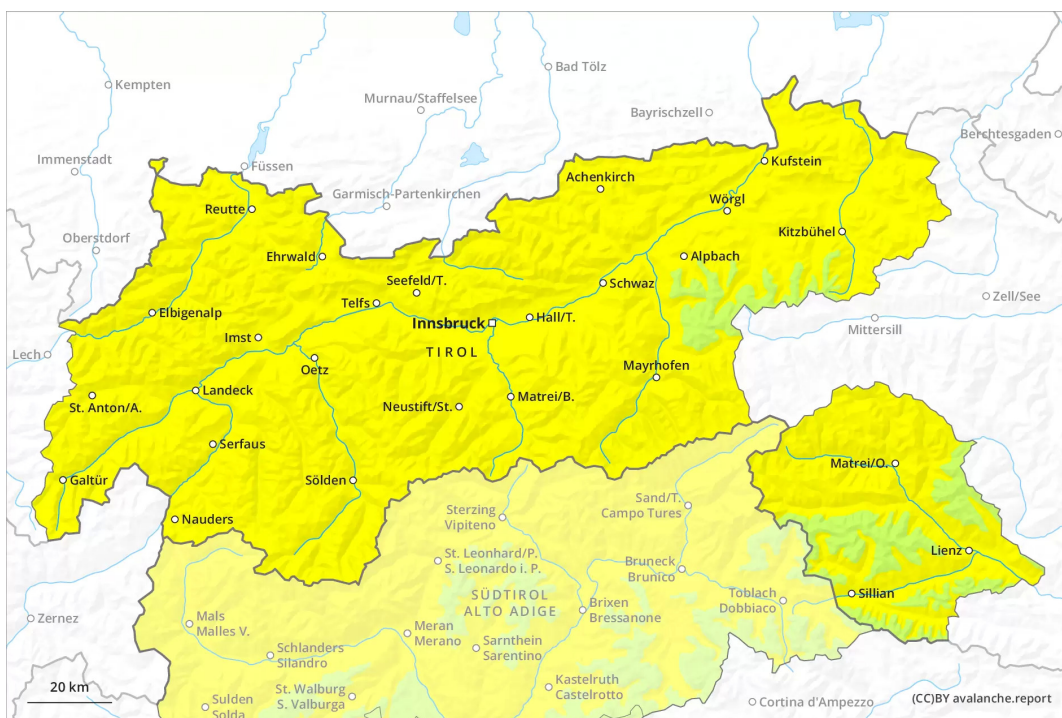 Kempten
Bad Tölz
Murnau/Staffelsee
Bayrischzell
Berchtesgaden
Immenstadt
Füssen
Kufstein
Garmisch-Partenkirchen
Achenkirch
Reutte
Wörgl
Oberstdorf
Kitzbühel
Ehrwald
Alpbach
Seefeld/T.
Schwaz
Zell/See
Telfs
Elbigenalp
Hall/T.
Innsbruck
Mittersill
Imst
TIROL
Lech
Oetz
Mayrhofen
Landeck
St. Anton/A.
Neustift/St.
Matrei/B.
Serfaus
Matrei/O.
Galtür
Sölden
Sand/T.
Campo Tures
Sterzing
Vipiteno
Nauders
Lienz
St. Leonhard/P.
S. Leonardo i. P.
Bruneck
Brunico
SÜDTIROL
ALTO ADIGE
Sillian
Toblach
Dobbiaco
Brixen
Bressanone
Zernez
Mals
Malles V.
Meran
Merano
Sarnthein
Sarentino
Schlanders
Silandro
20 km
Kastelruth
Castelrotto
St. Walburg
S. Valburga
Sulden
Solda
Cortina d'Ampezzo
(CC)BY avalanche.report